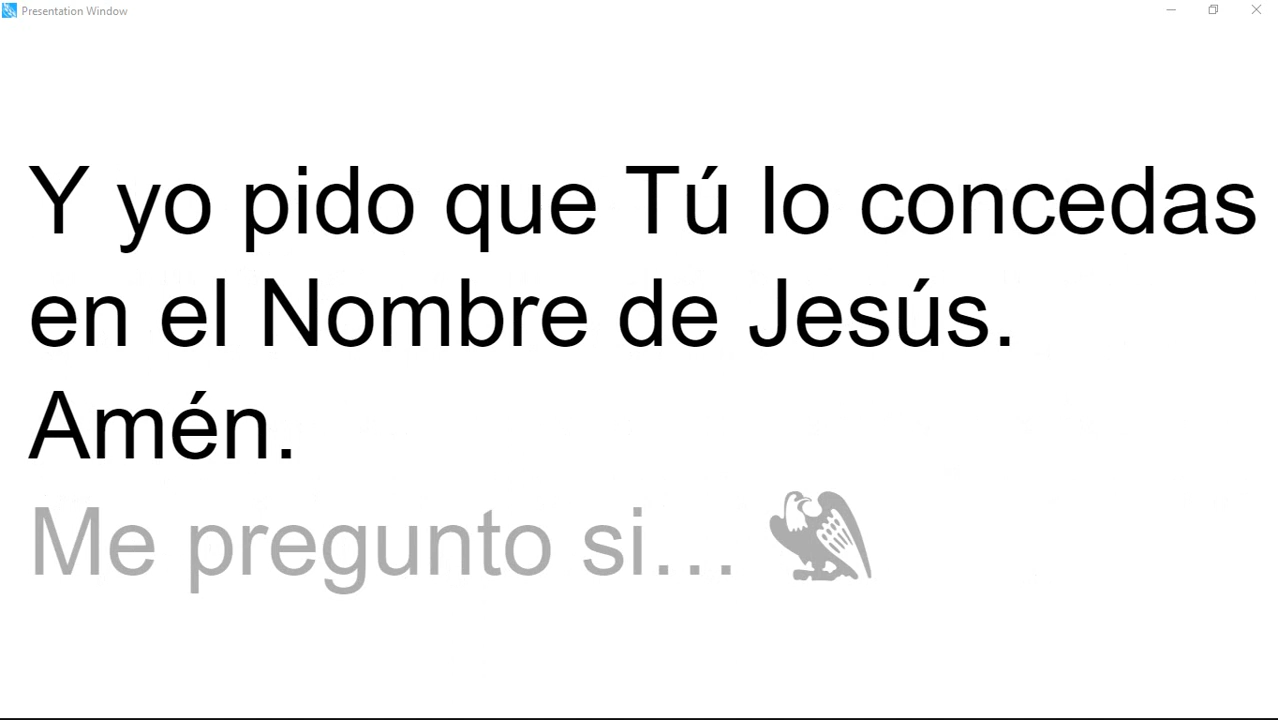 Presentation Window
Y yo pido que Tú lo concedas
en el Nombre de Jesús.
Amén.
Me pregunto si...